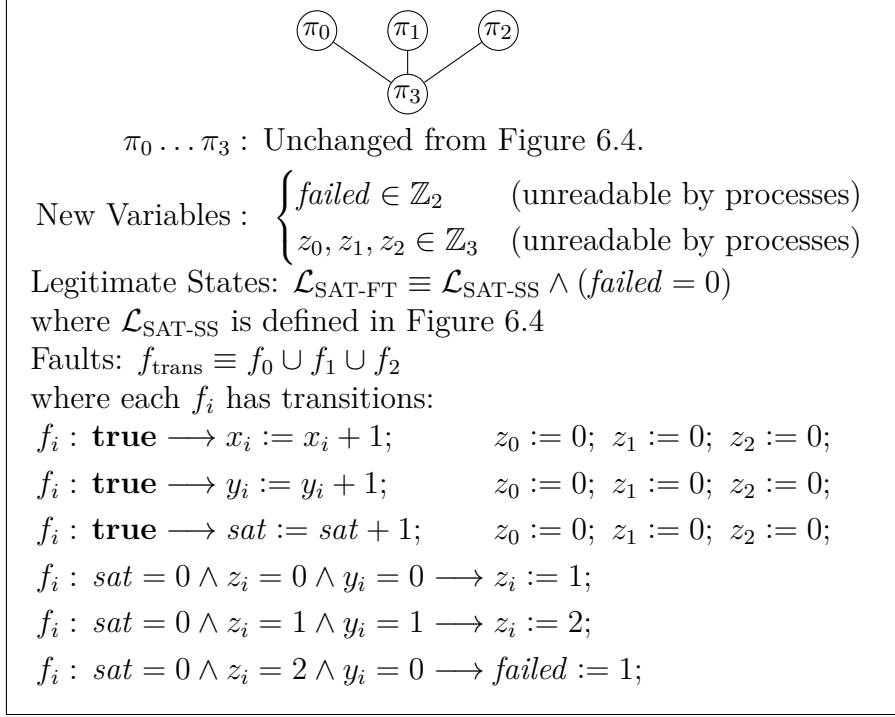 π₀ π₁ π₂
π₃
π₀ … π₃ : Unchanged from Figure 6.4.
New Variables : { failed ∈ ℤ₂ (unreadable by processes)
z₀, z₁, z₂ ∈ ℤ₃ (unreadable by processes)
Legitimate States: 𝓛_SAT-FT ≡ 𝓛_SAT-SS ∧ (failed = 0)
where 𝓛_SAT-SS is defined in Figure 6.4
Faults: f_trans ≡ f₀ ∪ f₁ ∪ f₂
where each fᵢ has transitions:
fᵢ : true ⟶ xᵢ := xᵢ + 1; z₀ := 0; z₁ := 0; z₂ := 0;
fᵢ : true ⟶ yᵢ := yᵢ + 1; z₀ := 0; z₁ := 0; z₂ := 0;
fᵢ : true ⟶ sat := sat + 1; z₀ := 0; z₁ := 0; z₂ := 0;
fᵢ : sat = 0 ∧ zᵢ = 0 ∧ yᵢ = 0 ⟶ zᵢ := 1;
fᵢ : sat = 0 ∧ zᵢ = 1 ∧ yᵢ = 1 ⟶ zᵢ := 2;
fᵢ : sat = 0 ∧ zᵢ = 2 ∧ yᵢ = 0 ⟶ failed := 1;